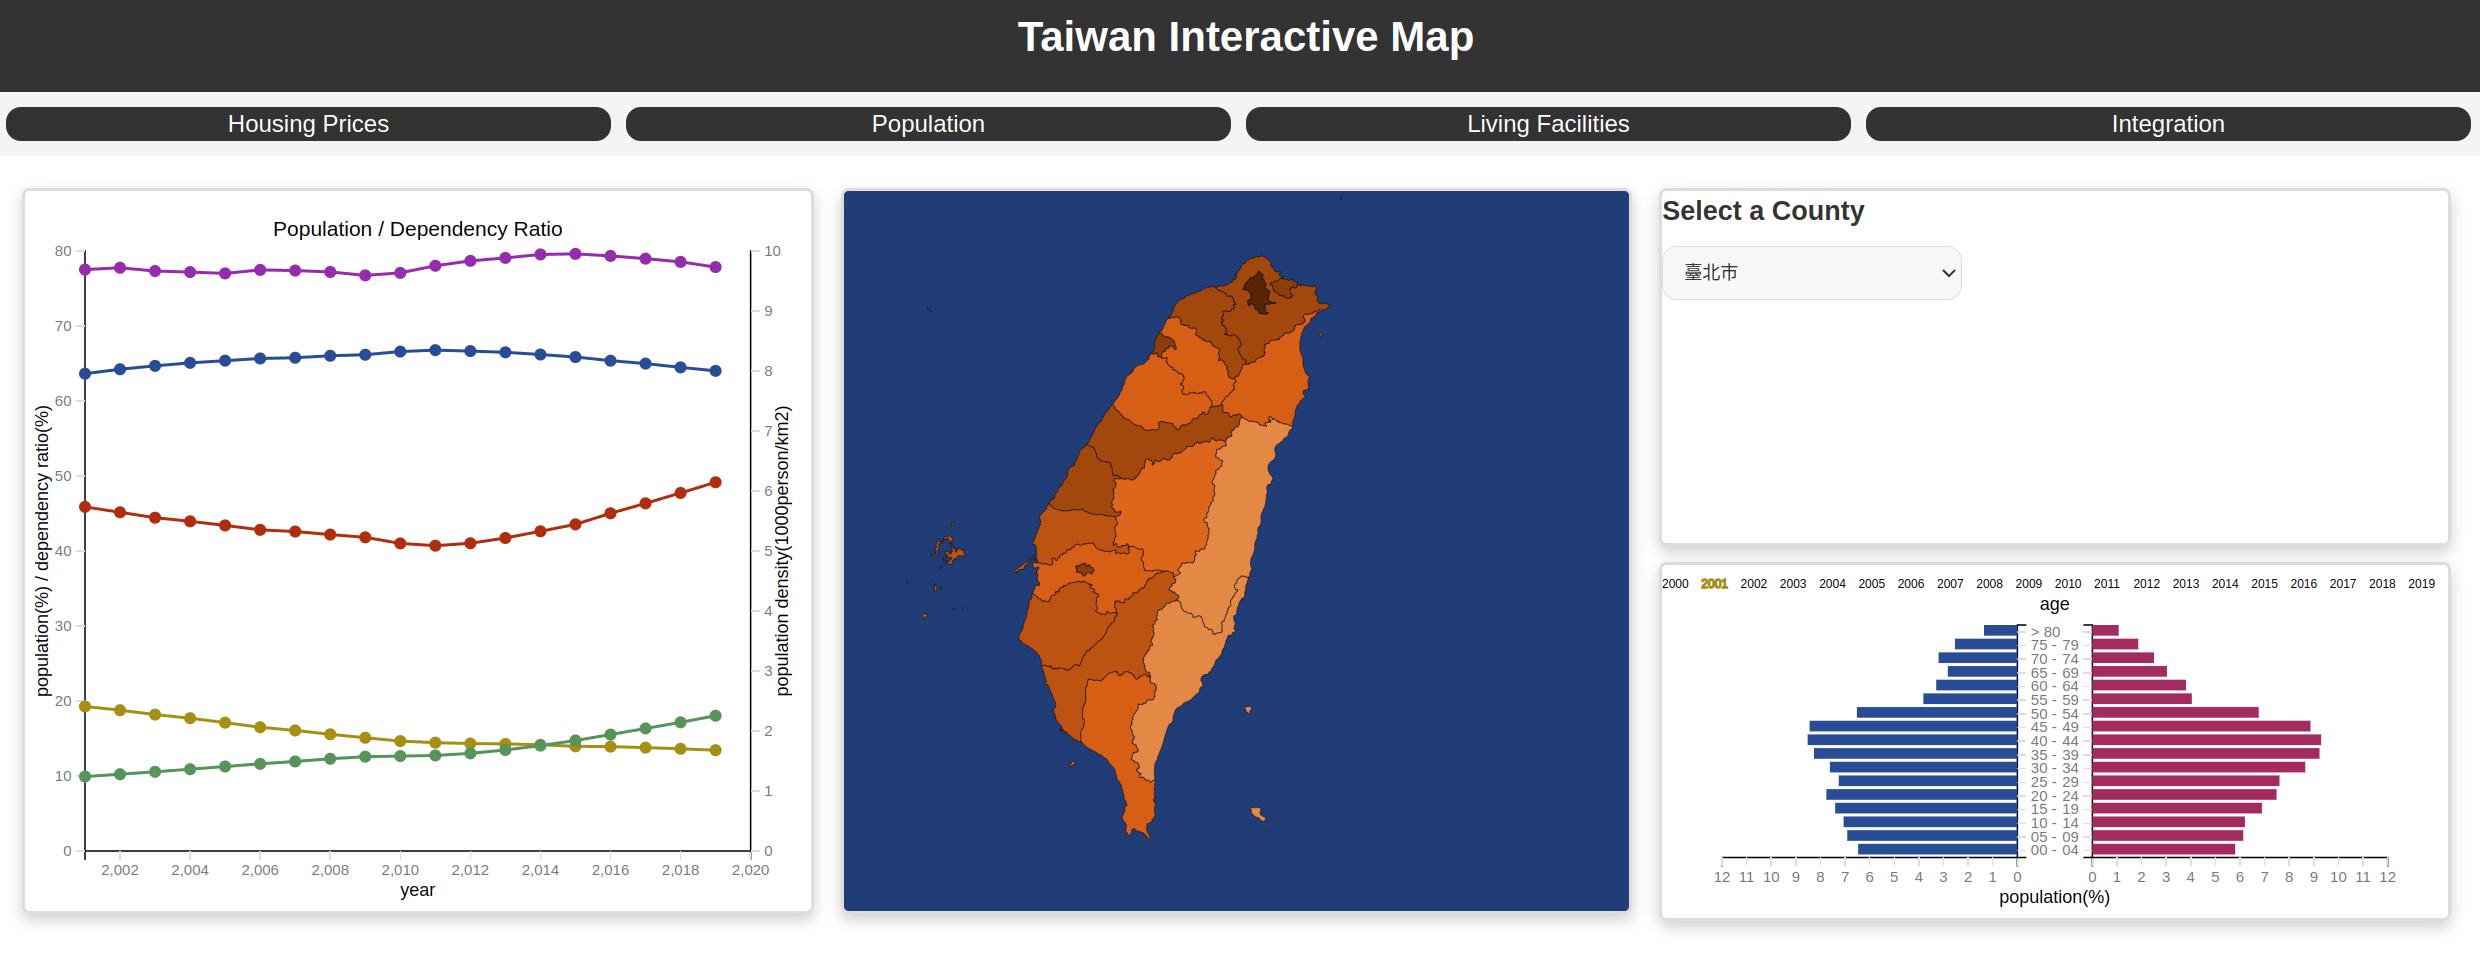 Taiwan Interactive Map
Housing Prices
Population
Living Facilities
Integration
Population / Dependency Ratio
80
70
60
50
40
30
20
10
0
population(%) / dependency ratio(%)
10
9
8
7
6
5
4
3
2
1
0
population density(1000person/km2)
2,002 2,004 2,006 2,008 2,010 2,012 2,014 2,016 2,018 2,020
year
Select a County
臺北市
2000 2001 2002 2003 2004 2005 2006 2007 2008 2009 2010 2011 2012 2013 2014 2015 2016 2017 2018 2019
age
> 80
75 - 79
70 - 74
65 - 69
60 - 64
55 - 59
50 - 54
45 - 49
40 - 44
35 - 39
30 - 34
25 - 29
20 - 24
15 - 19
10 - 14
05 - 09
00 - 04
12 11 10 9 8 7 6 5 4 3 2 1 0 0 1 2 3 4 5 6 7 8 9 10 11 12
population(%)